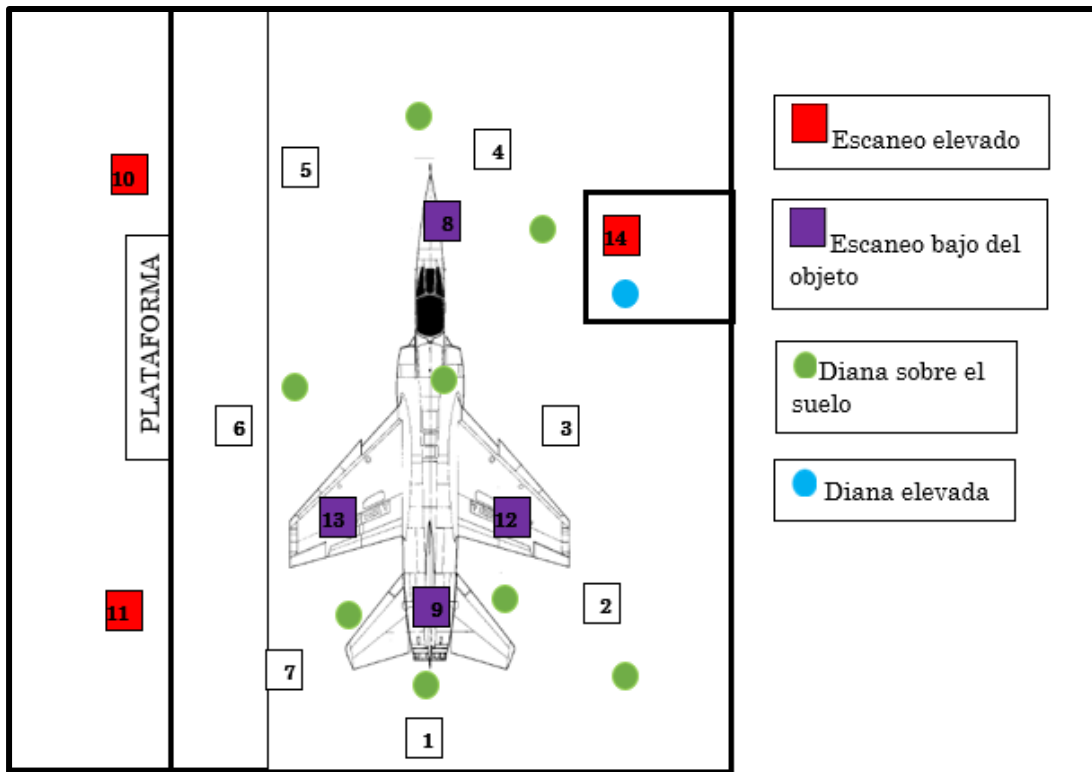 4
5
10
8
14
PLATAFORMA
6
3
13
12
9
11
2
7
1
Escaneo elevado
Escaneo bajo del
objeto
Diana sobre el
suelo
Diana elevada